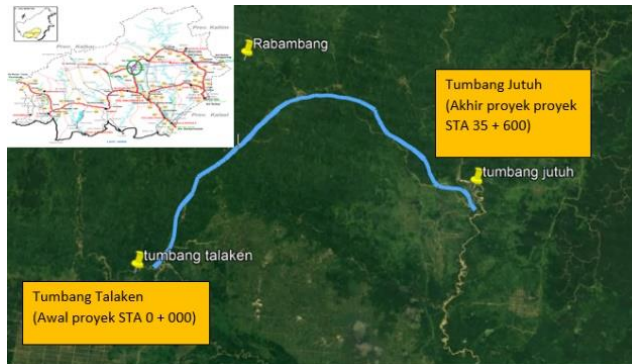 Rabambang
Tumbang Jutuh
(Akhir proyek proyek
STA 35 + 600)
tumbang jutuh
tumbang talaken
Tumbang Talaken
(Awal proyek STA 0 + 000)